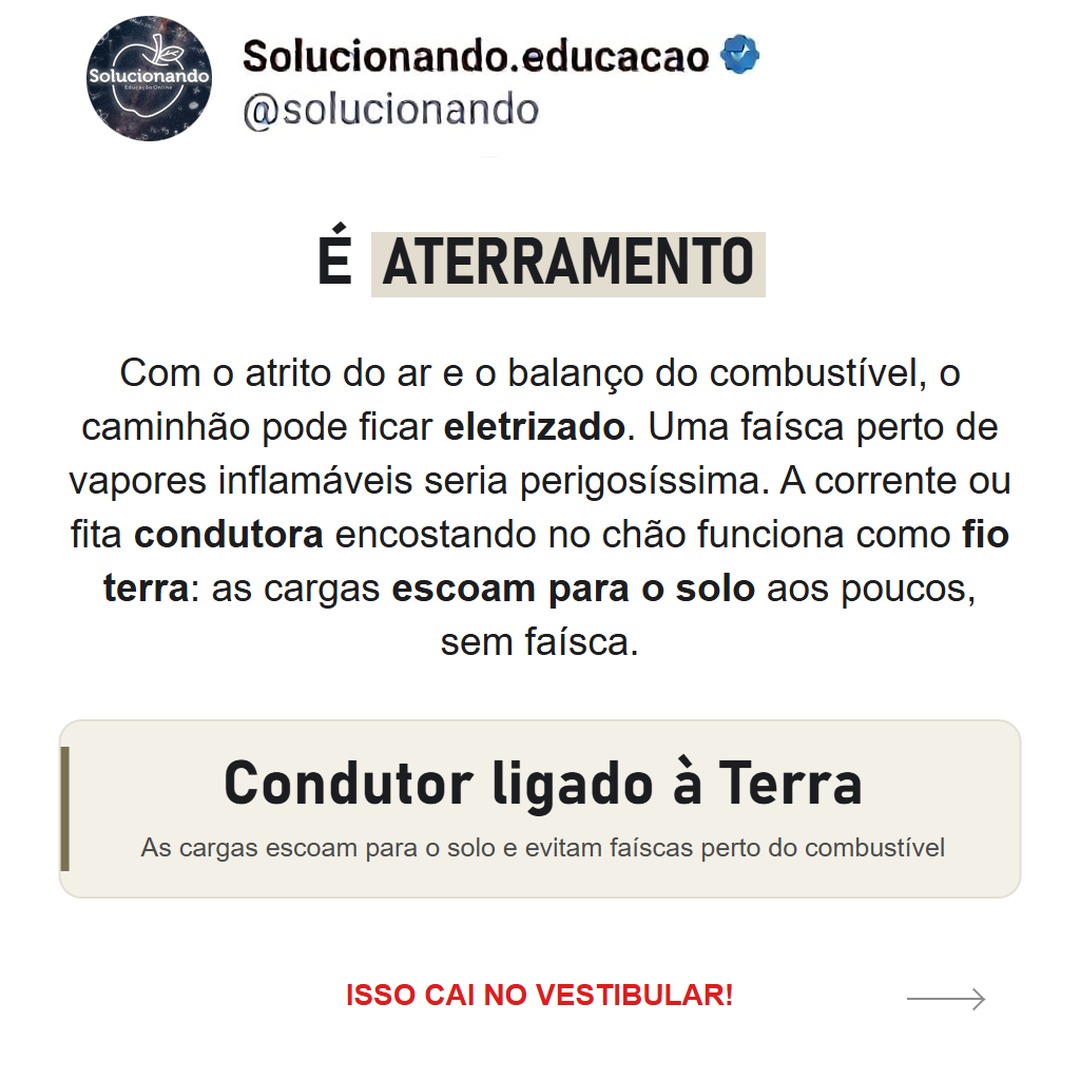 Solucionando
Educação Online
Solucionando.educacao
@solucionando
É ATERRAMENTO
Com o atrito do ar e o balanço do combustível, o
caminhão pode ficar eletrizado. Uma faísca perto de
vapores inflamáveis seria perigosíssima. A corrente ou
fita condutora encostando no chão funciona como fio
terra: as cargas escoam para o solo aos poucos,
sem faísca.
Condutor ligado à Terra
As cargas escoam para o solo e evitam faíscas perto do combustível
ISSO CAI NO VESTIBULAR!